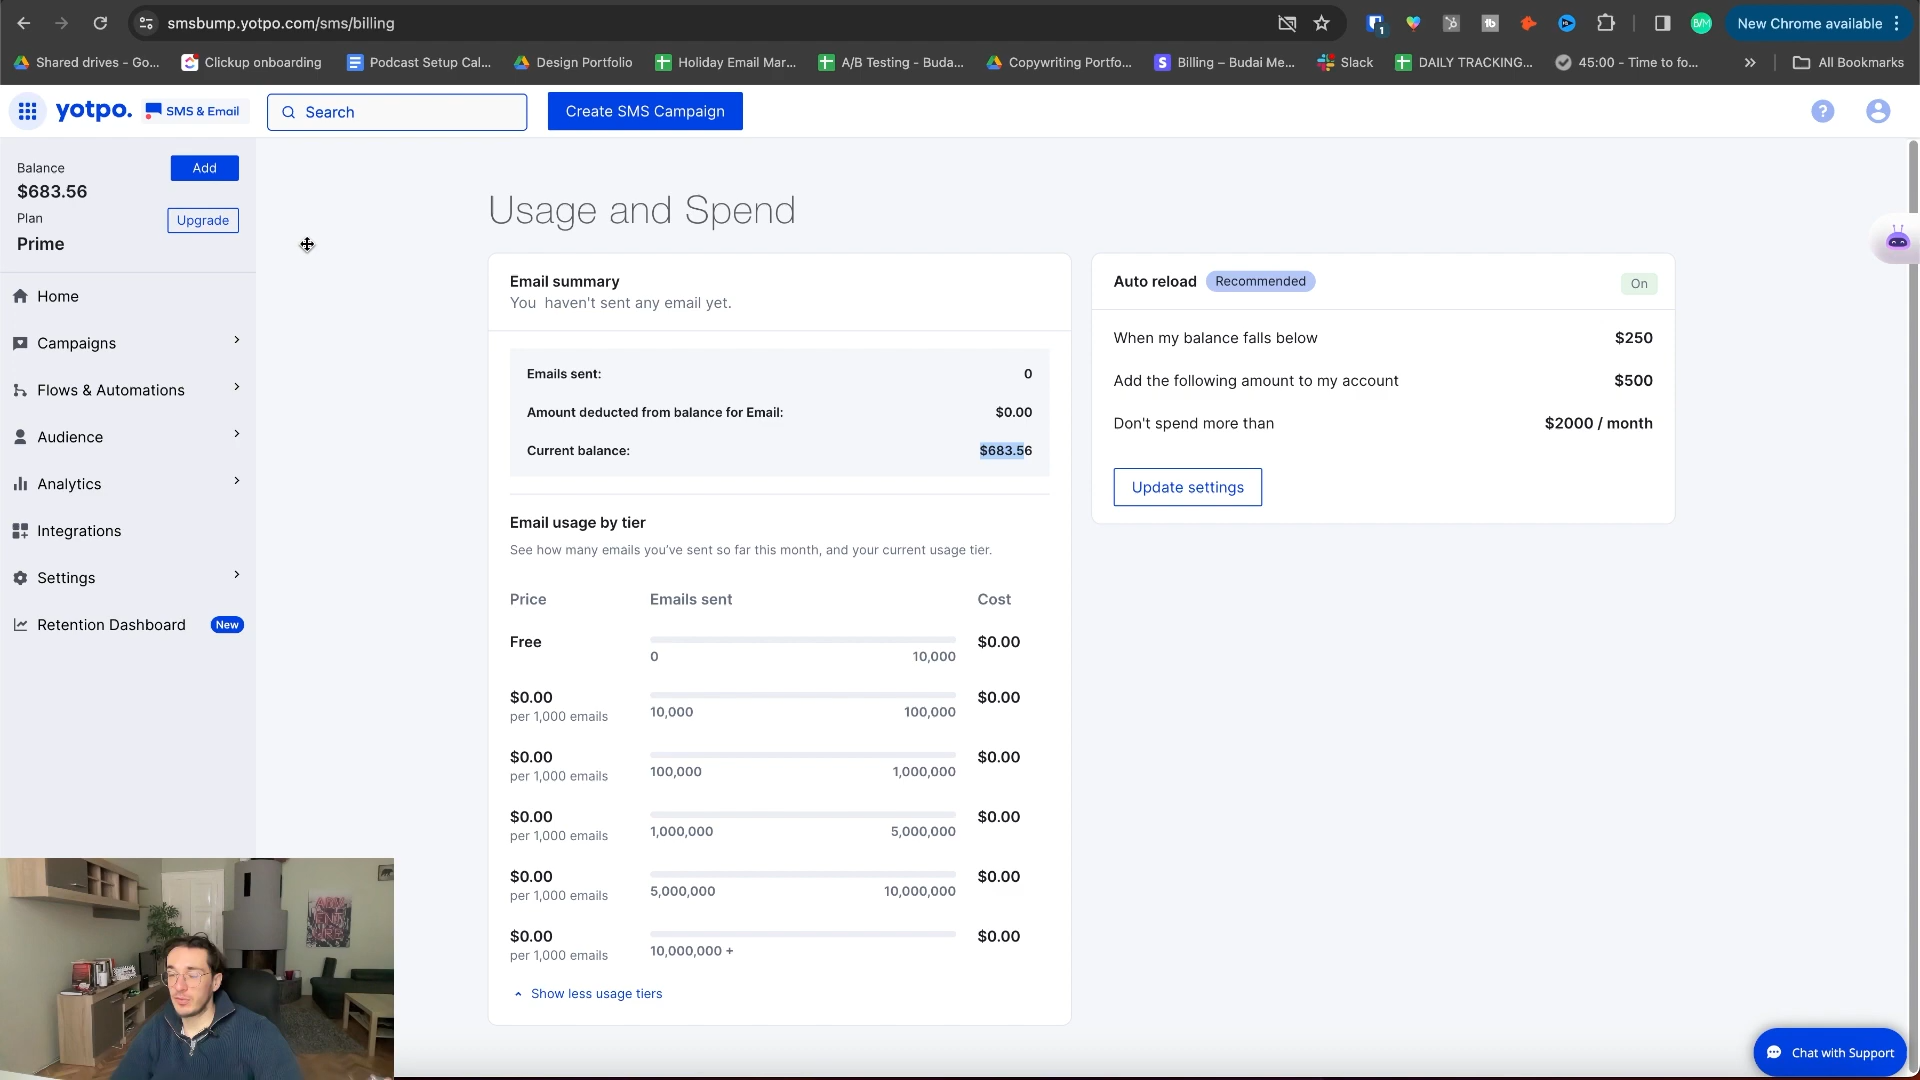 smsbump.yotpo.com/sms/billing
1
B/M
New Chrome available
Shared drives - Go...
Clickup onboarding
Podcast Setup Cal...
Design Portfolio
Holiday Email Mar...
A/B Testing - Buda...
Copywriting Portfo...
S
Billing – Budai Me...
Slack
DAILY TRACKING...
45:00 - Time to fo...
»
All Bookmarks
yotpo.
SMS & Email
Search
Create SMS Campaign
?
Balance
Add
$683.56
Plan
Upgrade
Prime
Home
Campaigns
Flows & Automations
Audience
Analytics
Integrations
Settings
Retention Dashboard
New
Usage and Spend
Email summary
You haven't sent any email yet.
Emails sent: 0
Amount deducted from balance for Email: $0.00
Current balance: $683.56
Email usage by tier
See how many emails you've sent so far this month, and your current usage tier.
Price Emails sent Cost
Free $0.00
0 10,000
$0.00 $0.00
per 1,000 emails 10,000 100,000
$0.00 $0.00
per 1,000 emails 100,000 1,000,000
$0.00 $0.00
per 1,000 emails 1,000,000 5,000,000
$0.00 $0.00
per 1,000 emails 5,000,000 10,000,000
$0.00 $0.00
per 1,000 emails 10,000,000 +
Show less usage tiers
Auto reload Recommended On
When my balance falls below $250
Add the following amount to my account $500
Don't spend more than $2000 / month
Update settings
Chat with Support